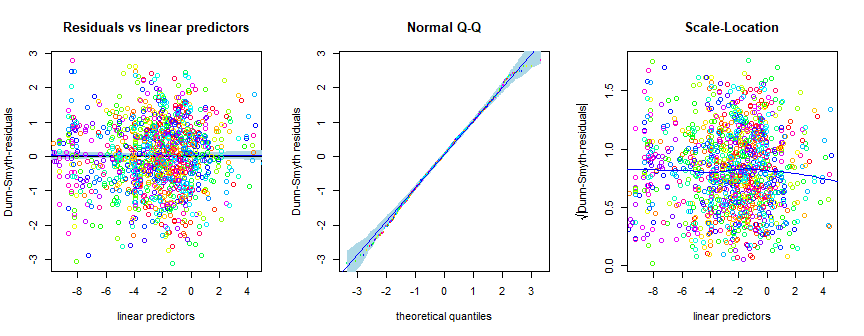 Residuals vs linear predictors
Dunn-Smyth-residuals
3
2
1
0
-1
-2
-3
-8 -6 -4 -2 0 2 4
linear predictors
Normal Q-Q
Dunn-Smyth residuals
3
2
1
0
-1
-2
-3
-3 -2 -1 0 1 2 3
theoretical quantiles
Scale-Location
√|Dunn-Smyth-residuals|
1.5
1.0
0.5
0.0
-8 -6 -4 -2 0 2 4
linear predictors